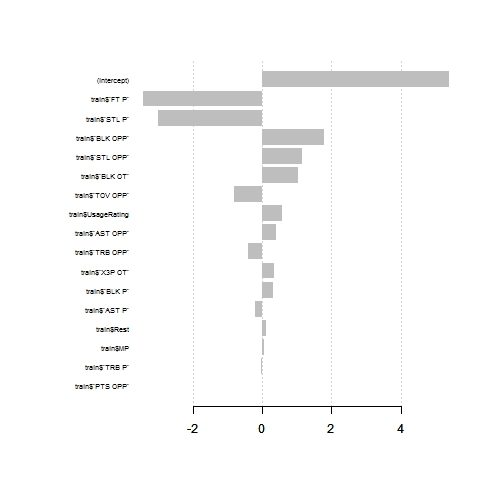 (Intercept)
train$`FT P`
train$`STL P`
train$`BLK OPP`
train$`STL OPP`
train$`BLK OT`
train$`TOV OPP`
train$UsageRating
train$`AST OPP`
train$`TRB OPP`
train$`X3P OT`
train$`BLK P`
train$`AST P`
train$Rest
train$MP
train$`TRB P`
train$`PTS OPP`
-2 0 2 4